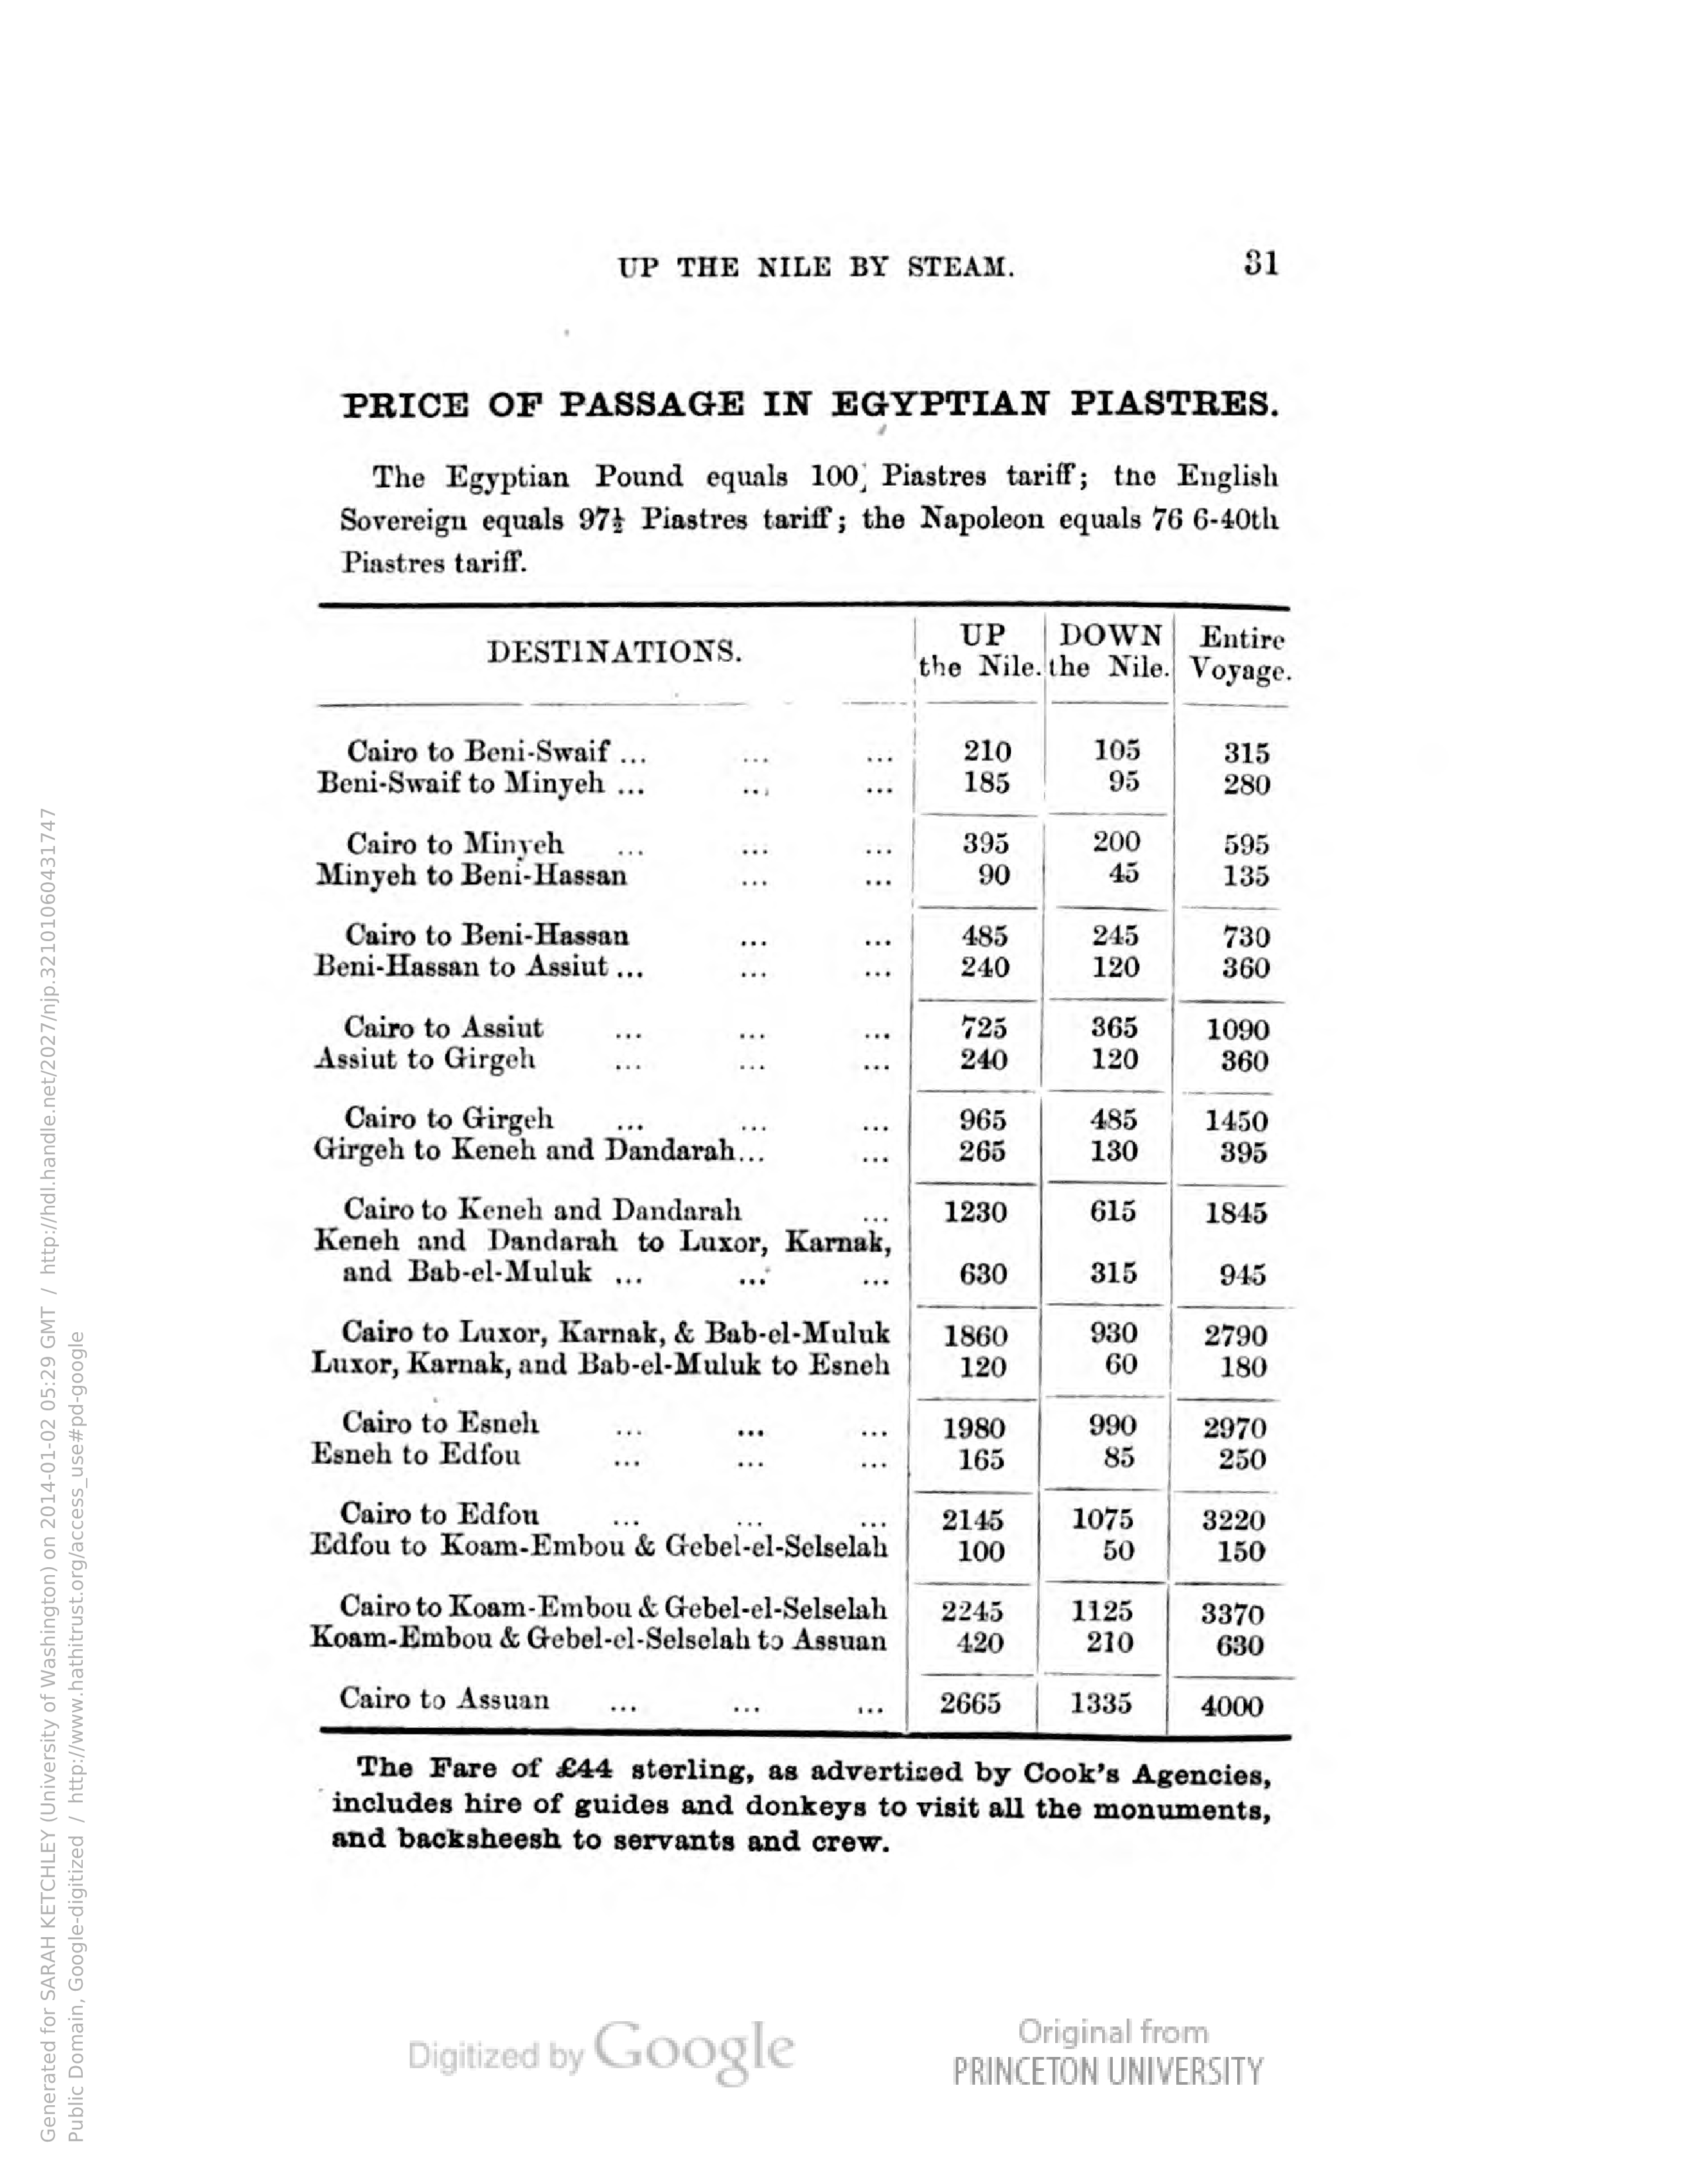 UP THE NILE BY STEAM. 31
PRICE OF PASSAGE IN EGYPTIAN PIASTRES.
The Egyptian Pound equals 100 Piastres tariff; the English
Sovereign equals 97½ Piastres tariff; the Napoleon equals 76 6-40th
Piastres tariff.
DESTINATIONS. UP the Nile. DOWN the Nile. Entire Voyage.
Cairo to Beni-Swaif ... ... ... 210 105 315
Beni-Swaif to Minyeh ... ... ... 185 95 280
Cairo to Minyeh ... ... ... 395 200 595
Minyeh to Beni-Hassan ... ... 90 45 135
Cairo to Beni-Hassan ... ... 485 245 730
Beni-Hassan to Assiut ... ... ... 240 120 360
Cairo to Assiut ... ... ... 725 365 1090
Assiut to Girgeh ... ... ... 240 120 360
Cairo to Girgeh ... ... ... 965 485 1450
Girgeh to Keneh and Dandarah... ... 265 130 395
Cairo to Keneh and Dandarah ... 1230 615 1845
Keneh and Dandarah to Luxor, Karnak,
and Bab-el-Muluk ... ... ... 630 315 945
Cairo to Luxor, Karnak, & Bab-el-Muluk 1860 930 2790
Luxor, Karnak, and Bab-el-Muluk to Esneh 120 60 180
Cairo to Esneh ... ... ... 1980 990 2970
Esneh to Edfou ... ... ... 165 85 250
Cairo to Edfou ... ... ... 2145 1075 3220
Edfou to Koam-Embou & Gebel-el-Selselah 100 50 150
Cairo to Koam-Embou & Gebel-el-Selselah 2245 1125 3370
Koam-Embou & Gebel-el-Selselah to Assuan 420 210 630
Cairo to Assuan ... ... ... 2665 1335 4000
The Fare of £44 sterling, as advertised by Cook's Agencies,
includes hire of guides and donkeys to visit all the monuments,
and backsheesh to servants and crew.
Digitized by Google
Original from
PRINCETON UNIVERSITY
Generated for SARAH KETCHLEY (University of Washington) on 2014-01-02 05:29 GMT / http://hdl.handle.net/2027/njp.32101060431747
Public Domain, Google-digitized / http://www.hathitrust.org/access_use#pd-google